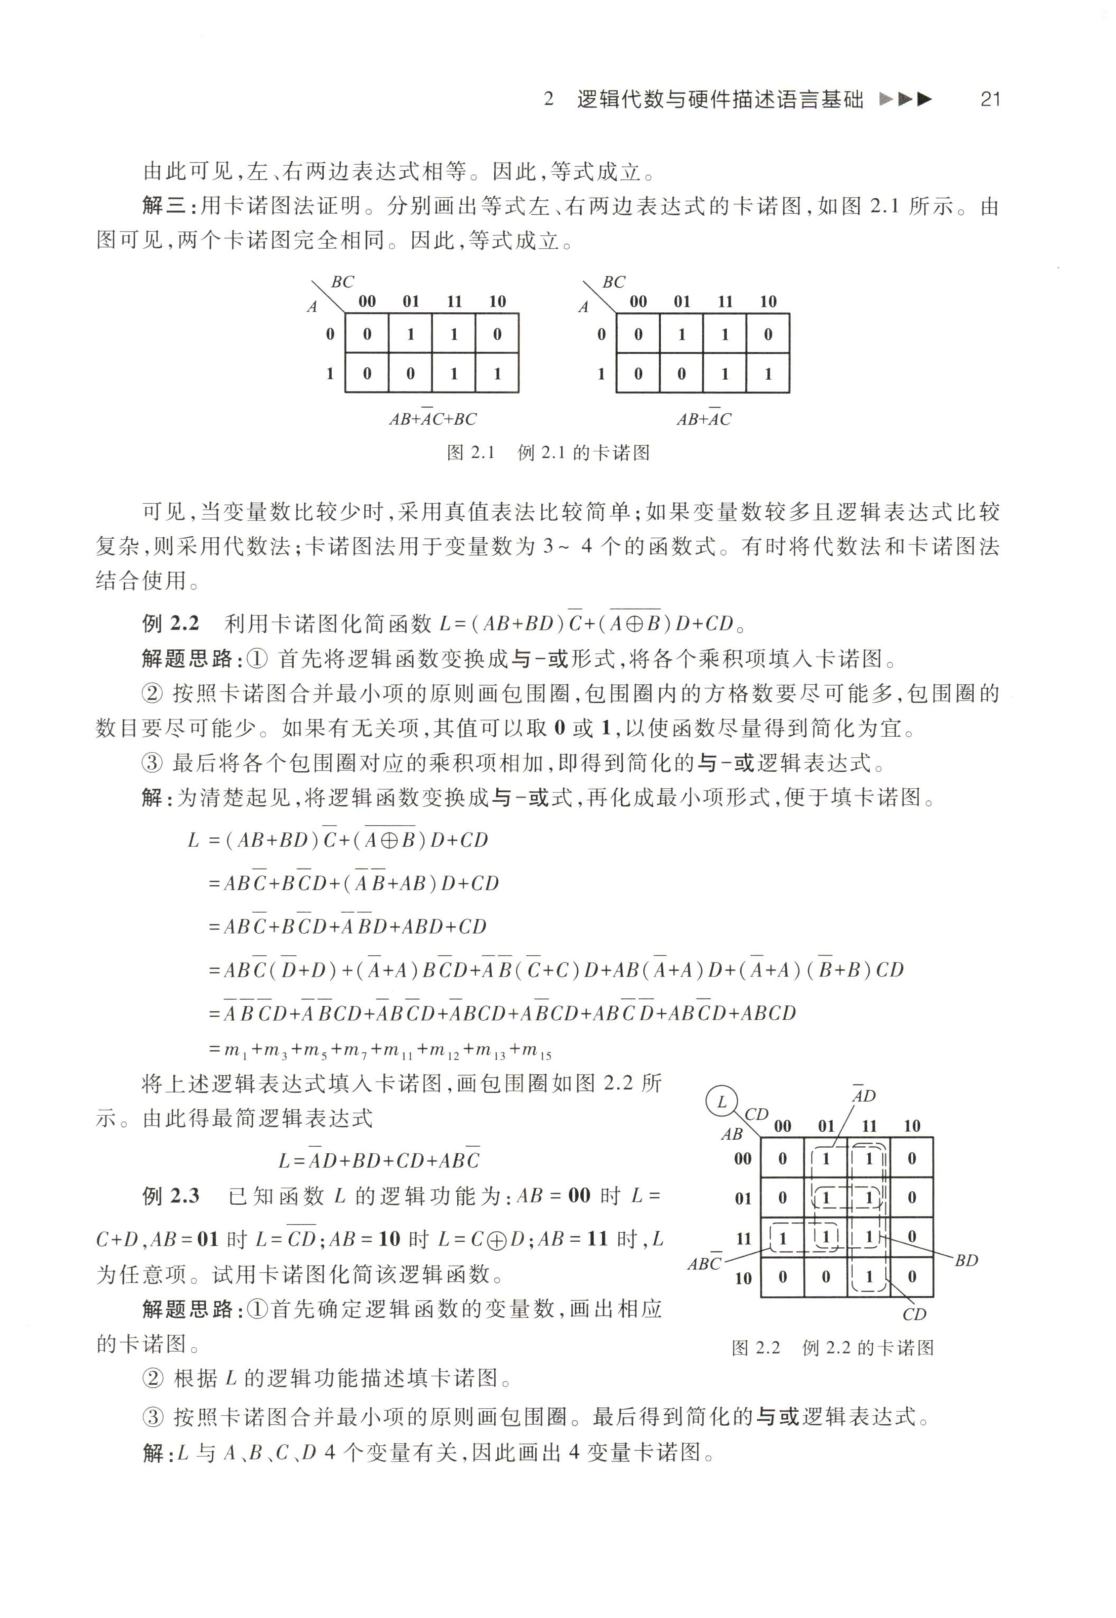 2 逻辑代数与硬件描述语言基础 ▶▶▶ 21
由此可见,左、右两边表达式相等。因此,等式成立。
解三:用卡诺图法证明。分别画出等式左、右两边表达式的卡诺图,如图 2.1 所示。由
图可见,两个卡诺图完全相同。因此,等式成立。
BC
A
00 01 11 10
0 0 1 1 0
1 0 0 1 1
AB+A̅C+BC
BC
A
00 01 11 10
0 0 1 1 0
1 0 0 1 1
AB+A̅C
图 2.1 例 2.1 的卡诺图
可见,当变量数比较少时,采用真值表法比较简单;如果变量数较多且逻辑表达式比较
复杂,则采用代数法;卡诺图法用于变量数为 3~ 4 个的函数式。有时将代数法和卡诺图法
结合使用。
例 2.2 利用卡诺图化简函数 L=(AB+BD)C̅+(A̅⊕̅B̅)D+CD。
解题思路:① 首先将逻辑函数变换成与-或形式,将各个乘积项填入卡诺图。
② 按照卡诺图合并最小项的原则画包围圈,包围圈内的方格数要尽可能多,包围圈的
数目要尽可能少。如果有无关项,其值可以取 0 或 1,以使函数尽量得到简化为宜。
③ 最后将各个包围圈对应的乘积项相加,即得到简化的与-或逻辑表达式。
解:为清楚起见,将逻辑函数变换成与-或式,再化成最小项形式,便于填卡诺图。
L =(AB+BD)C̅+(A̅⊕̅B̅)D+CD
=ABC̅+BC̅D+(A̅ B̅+AB)D+CD
=ABC̅+BC̅D+A̅ B̅D+ABD+CD
=ABC̅(D̅+D)+(A̅+A)BC̅D+A̅ B̅(C̅+C)D+AB(A̅+A)D+(A̅+A)(B̅+B)CD
=A̅ B̅ C̅D+A̅ B̅CD+A̅BC̅D+A̅BCD+AB̅CD+ABC̅ D̅+ABC̅D+ABCD
=m₁+m₃+m₅+m₇+m₁₁+m₁₂+m₁₃+m₁₅
将上述逻辑表达式填入卡诺图,画包围圈如图 2.2 所
示。由此得最简逻辑表达式
L=A̅D+BD+CD+ABC̅
例 2.3 已知函数 L 的逻辑功能为:AB = 00 时 L =
C+D,AB=01 时 L=C̅D̅;AB=10 时 L=C⊕D;AB=11 时,L
为任意项。试用卡诺图化简该逻辑函数。
解题思路:①首先确定逻辑函数的变量数,画出相应
的卡诺图。
L
A̅D
CD
AB
00 01 11 10
00 0 1 1 0
01 0 1 1 0
11 1 1 1 0
ABC̅
BD
10 0 0 1 0
CD
图 2.2 例 2.2 的卡诺图
② 根据 L 的逻辑功能描述填卡诺图。
③ 按照卡诺图合并最小项的原则画包围圈。最后得到简化的与或逻辑表达式。
解:L 与 A、B、C、D 4 个变量有关,因此画出 4 变量卡诺图。